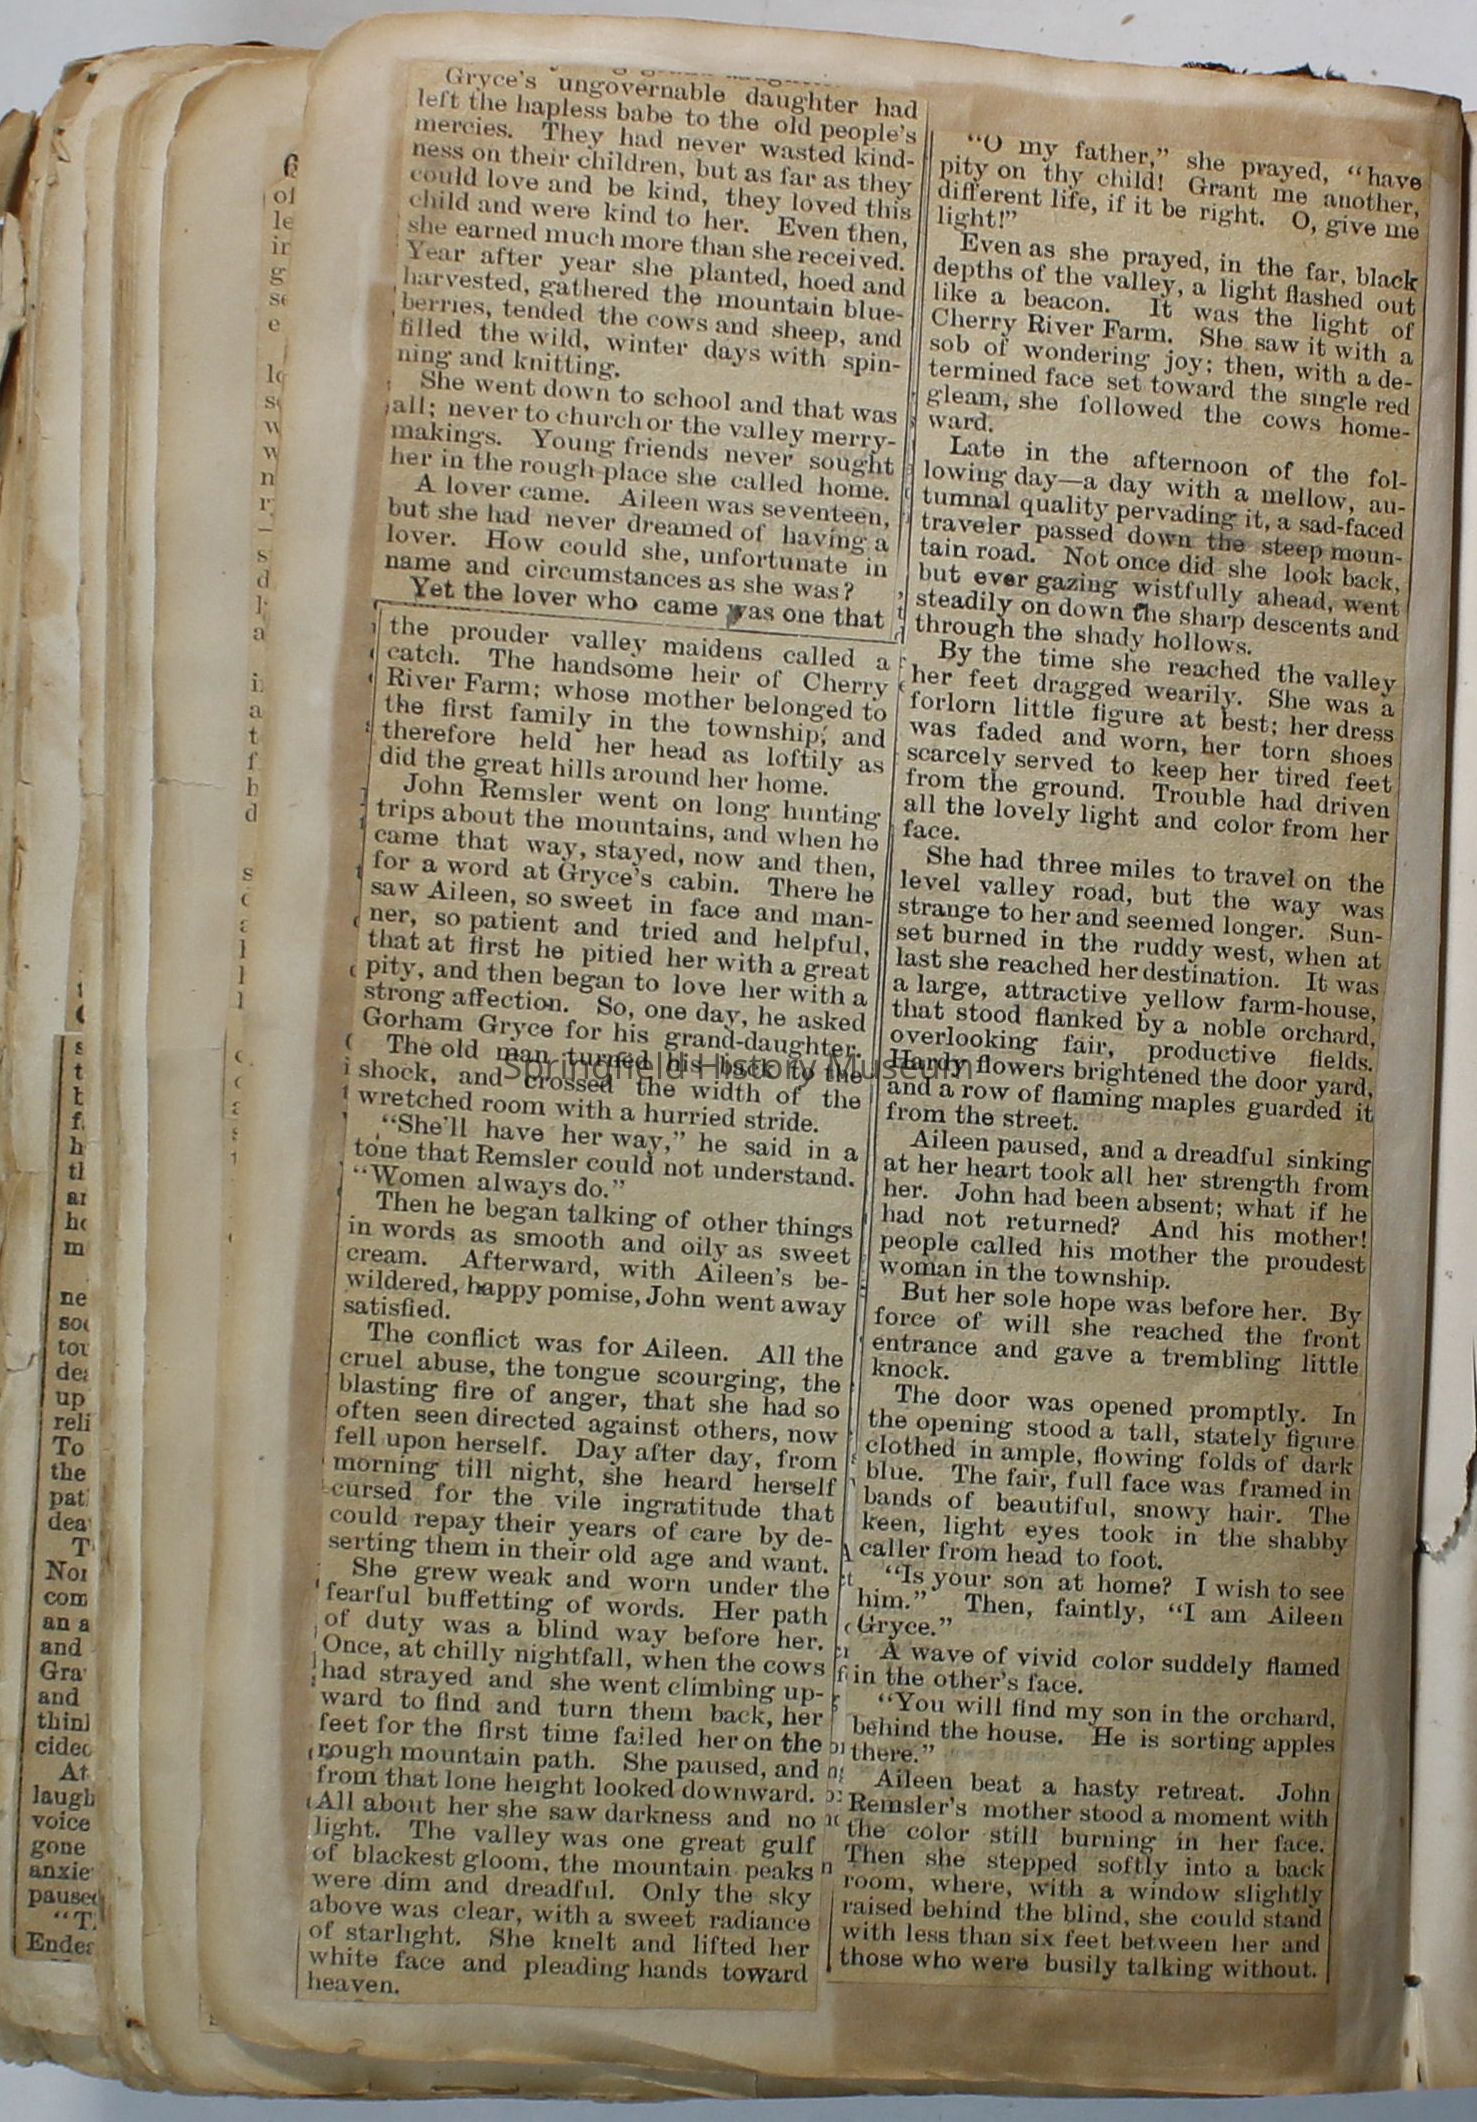 Gryce's ungovernable daughter had
left the hapless babe to the old people's
mercies. They had never wasted kind-
ness on their children, but as far as they
could love and be kind, they loved this
child and were kind to her. Even then,
she earned much more than she received.
Year after year she planted, hoed and
harvested, gathered the mountain blue-
berries, tended the cows and sheep, and
filled the wild, winter days with spin-
ning and knitting.
She went down to school and that was
all; never to church or the valley merry-
makings. Young friends never sought
her in the rough place she called home.
A lover came. Aileen was seventeen,
but she had never dreamed of having a
lover. How could she, unfortunate in
name and circumstances as she was?
Yet the lover who came was one that
the prouder valley maidens called a
catch. The handsome heir of Cherry
River Farm; whose mother belonged to
the first family in the township; and
therefore held her head as loftily as
did the great hills around her home.
John Remsler went on long hunting
trips about the mountains, and when he
came that way, stayed, now and then,
for a word at Gryce's cabin. There he
saw Aileen, so sweet in face and man-
ner, so patient and tried and helpful,
that at first he pitied her with a great
pity, and then began to love her with a
strong affection. So, one day, he asked
Gorham Gryce for his grand-daughter.
The old man turned his back to the
shock, and crossed the width of the
wretched room with a hurried stride.
"She'll have her way," he said in a
tone that Remsler could not understand.
"Women always do."
Then he began talking of other things
in words as smooth and oily as sweet
cream. Afterward, with Aileen's be-
wildered, happy pomise, John went away
satisfied.
The conflict was for Aileen. All the
cruel abuse, the tongue scourging, the
blasting fire of anger, that she had so
often seen directed against others, now
fell upon herself. Day after day, from
morning till night, she heard herself
cursed for the vile ingratitude that
could repay their years of care by de-
serting them in their old age and want.
She grew weak and worn under the
fearful buffetting of words. Her path
of duty was a blind way before her.
Once, at chilly nightfall, when the cows
had strayed and she went climbing up-
ward to find and turn them back, her
feet for the first time failed her on the
rough mountain path. She paused, and
from that lone height looked downward.
All about her she saw darkness and no
light. The valley was one great gulf
of blackest gloom, the mountain peaks
were dim and dreadful. Only the sky
above was clear, with a sweet radiance
of starlight. She knelt and lifted her
white face and pleading hands toward
heaven.
"O my father," she prayed, "have
pity on thy child! Grant me another,
different life, if it be right. O, give me
light!"
Even as she prayed, in the far, black
depths of the valley, a light flashed out
like a beacon. It was the light of
Cherry River Farm. She saw it with a
sob of wondering joy; then, with a de-
termined face set toward the single red
gleam, she followed the cows home-
ward.
Late in the afternoon of the fol-
lowing day—a day with a mellow, au-
tumnal quality pervading it, a sad-faced
traveler passed down the steep moun-
tain road. Not once did she look back,
but ever gazing wistfully ahead, went
steadily on down the sharp descents and
through the shady hollows.
By the time she reached the valley
her feet dragged wearily. She was a
forlorn little figure at best; her dress
was faded and worn, her torn shoes
scarcely served to keep her tired feet
from the ground. Trouble had driven
all the lovely light and color from her
face.
She had three miles to travel on the
level valley road, but the way was
strange to her and seemed longer. Sun-
set burned in the ruddy west, when at
last she reached her destination. It was
a large, attractive yellow farm-house,
that stood flanked by a noble orchard,
overlooking fair, productive fields.
Hardy flowers brightened the door yard,
and a row of flaming maples guarded it
from the street.
Aileen paused, and a dreadful sinking
at her heart took all her strength from
her. John had been absent; what if he
had not returned? And his mother!
people called his mother the proudest
woman in the township.
But her sole hope was before her. By
force of will she reached the front
entrance and gave a trembling little
knock.
The door was opened promptly. In
the opening stood a tall, stately figure
clothed in ample, flowing folds of dark
blue. The fair, full face was framed in
bands of beautiful, snowy hair. The
keen, light eyes took in the shabby
caller from head to foot.
"Is your son at home? I wish to see
him." Then, faintly, "I am Aileen
Gryce."
A wave of vivid color suddely flamed
in the other's face.
"You will find my son in the orchard,
behind the house. He is sorting apples
there."
Aileen beat a hasty retreat. John
Remsler's mother stood a moment with
the color still burning in her face.
Then she stepped softly into a back
room, where, with a window slightly
raised behind the blind, she could stand
with less than six feet between her and
those who were busily talking without.
Springfield History Museum